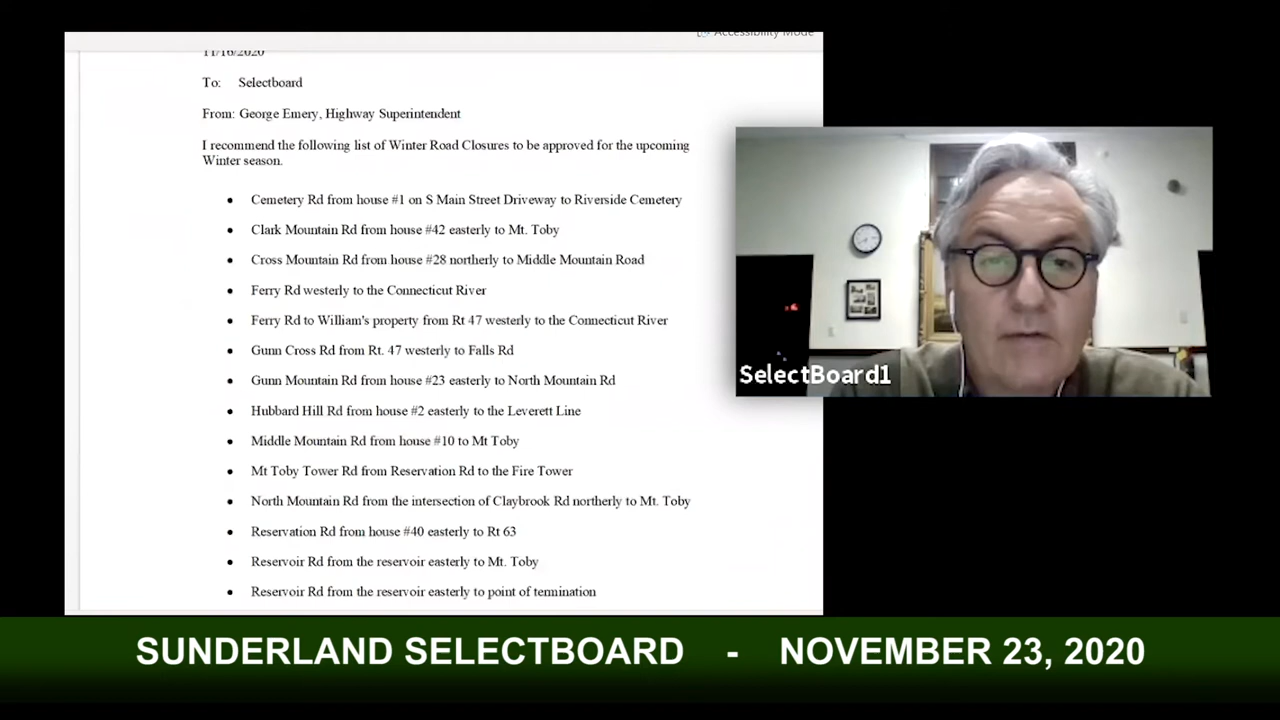 Accessibility Mode
11/16/2020
To: Selectboard
From: George Emery, Highway Superintendent
I recommend the following list of Winter Road Closures to be approved for the upcoming
Winter season.
• Cemetery Rd from house #1 on S Main Street Driveway to Riverside Cemetery
• Clark Mountain Rd from house #42 easterly to Mt. Toby
• Cross Mountain Rd from house #28 northerly to Middle Mountain Road
• Ferry Rd westerly to the Connecticut River
• Ferry Rd to William's property from Rt 47 westerly to the Connecticut River
• Gunn Cross Rd from Rt. 47 westerly to Falls Rd
• Gunn Mountain Rd from house #23 easterly to North Mountain Rd
• Hubbard Hill Rd from house #2 easterly to the Leverett Line
• Middle Mountain Rd from house #10 to Mt Toby
• Mt Toby Tower Rd from Reservation Rd to the Fire Tower
• North Mountain Rd from the intersection of Claybrook Rd northerly to Mt. Toby
• Reservation Rd from house #40 easterly to Rt 63
• Reservoir Rd from the reservoir easterly to Mt. Toby
• Reservoir Rd from the reservoir easterly to point of termination
SelectBoard1
SUNDERLAND SELECTBOARD - NOVEMBER 23, 2020